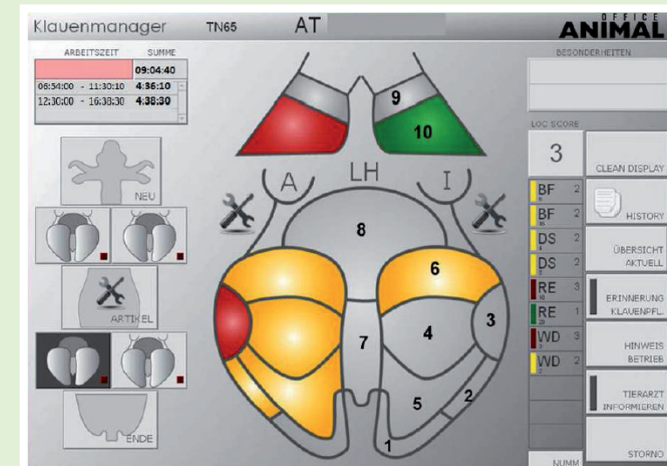 Klauenmanager TN65 AT
OFFICE
ANIMAL
ARBEITSZEIT SUMME
09:04:40
06:54:00 - 11:30:10 4:36:10
12:30:00 - 16:38:30 4:38:30
NEU
ARTIKEL
ENDE
A LH I
9
10
8
6
7
4
3
5
2
1
BESONDERHEITEN
LOC SCORE
3
BF 2
BF 2
DS 2
DS 2
RE 3
RE 1
WD 3
WD 2
NUMM
CLEAN DISPLAY
HISTORY
ÜBERSICHT
AKTUELL
ERINNERUNG
KLAUENPFL.
HINWEIS
BETRIEB
TIERARZT
INFORMIEREN
STORNO